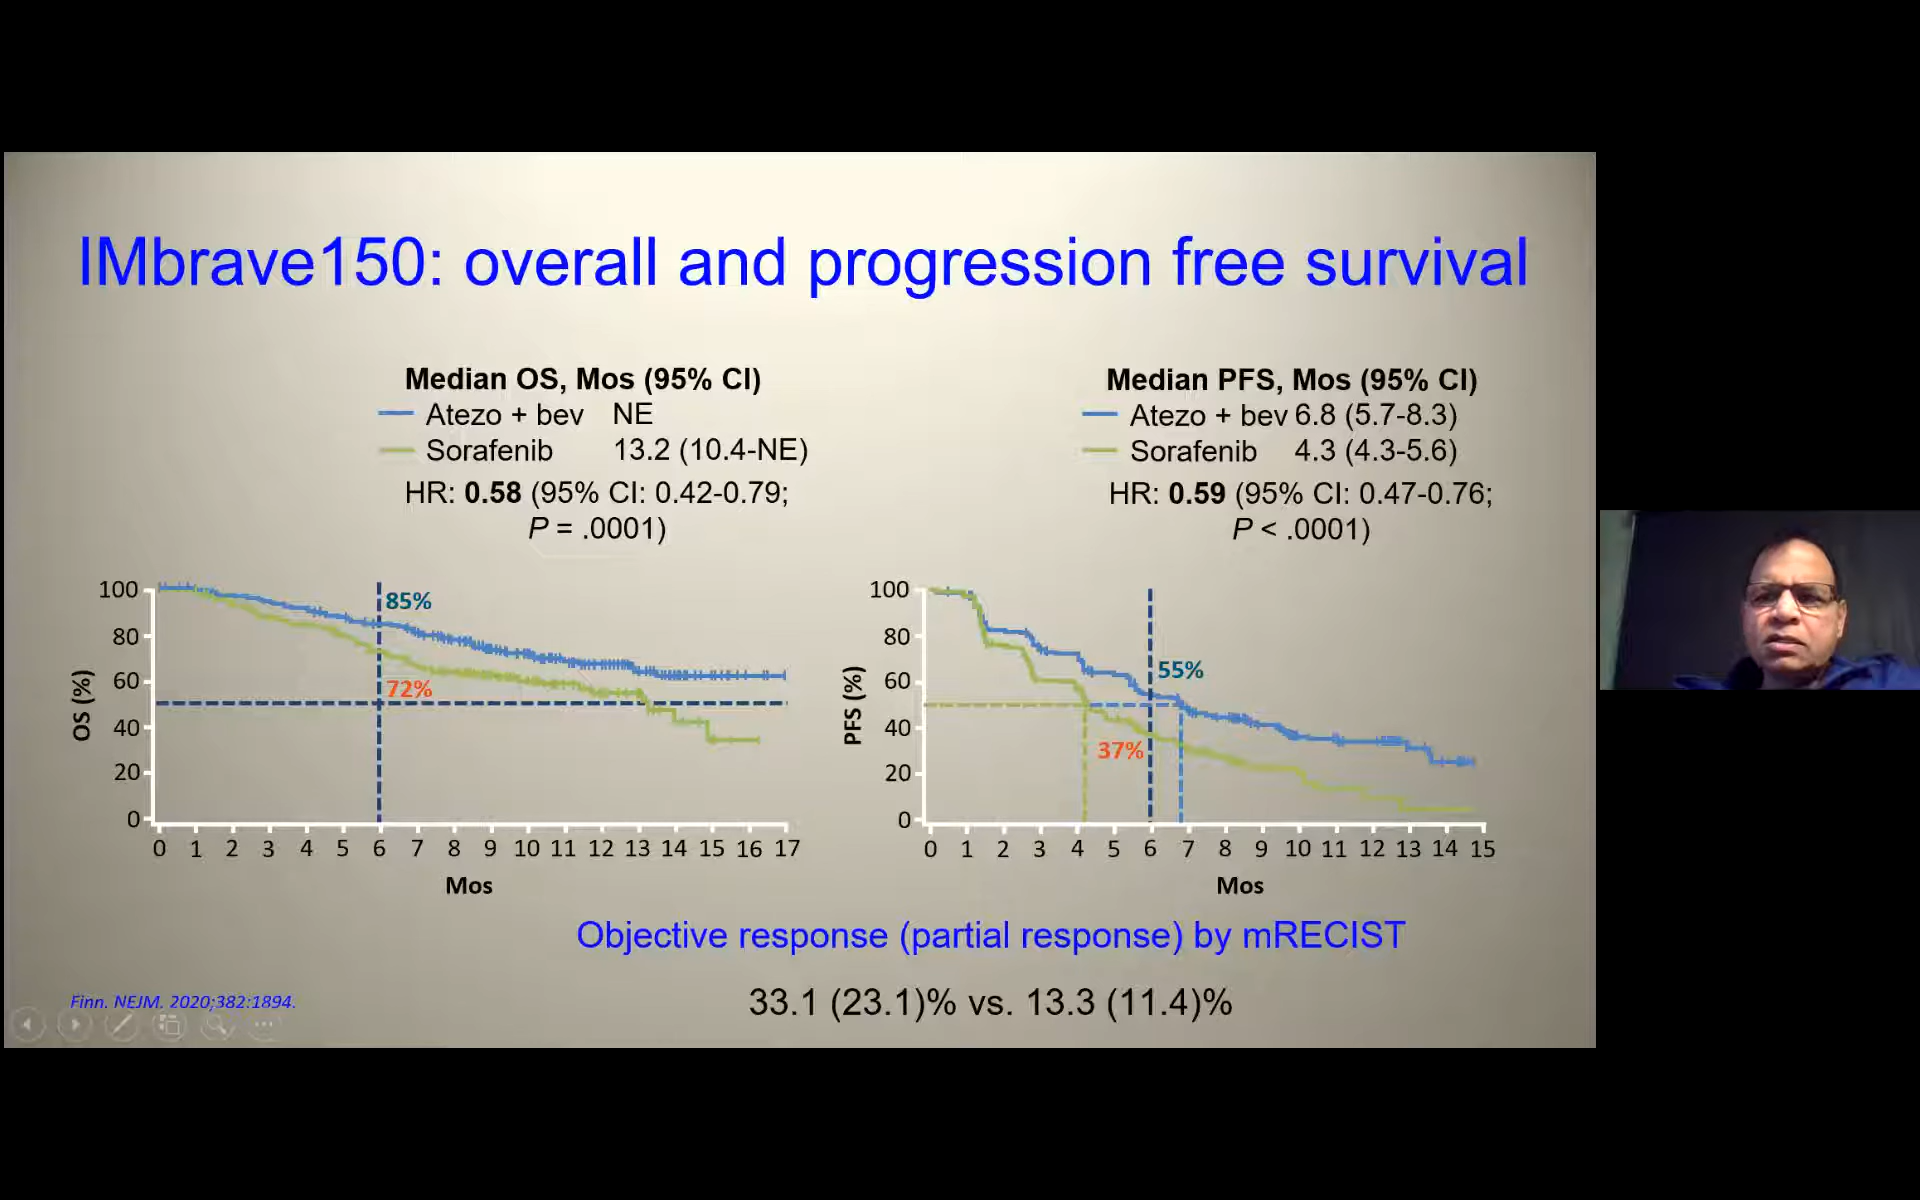 IMbrave150: overall and progression free survival
Median OS, Mos (95% CI)
Atezo + bev NE
Sorafenib 13.2 (10.4-NE)
HR: 0.58 (95% CI: 0.42-0.79;
P = .0001)
Median PFS, Mos (95% CI)
Atezo + bev 6.8 (5.7-8.3)
Sorafenib 4.3 (4.3-5.6)
HR: 0.59 (95% CI: 0.47-0.76;
P < .0001)
OS (%)
100
80
60
40
20
0
85%
72%
0 1 2 3 4 5 6 7 8 9 10 11 12 13 14 15 16 17
Mos
PFS (%)
100
80
60
40
20
0
55%
37%
0 1 2 3 4 5 6 7 8 9 10 11 12 13 14 15
Mos
Objective response (partial response) by mRECIST
33.1 (23.1)% vs. 13.3 (11.4)%
Finn. NEJM. 2020;382:1894.